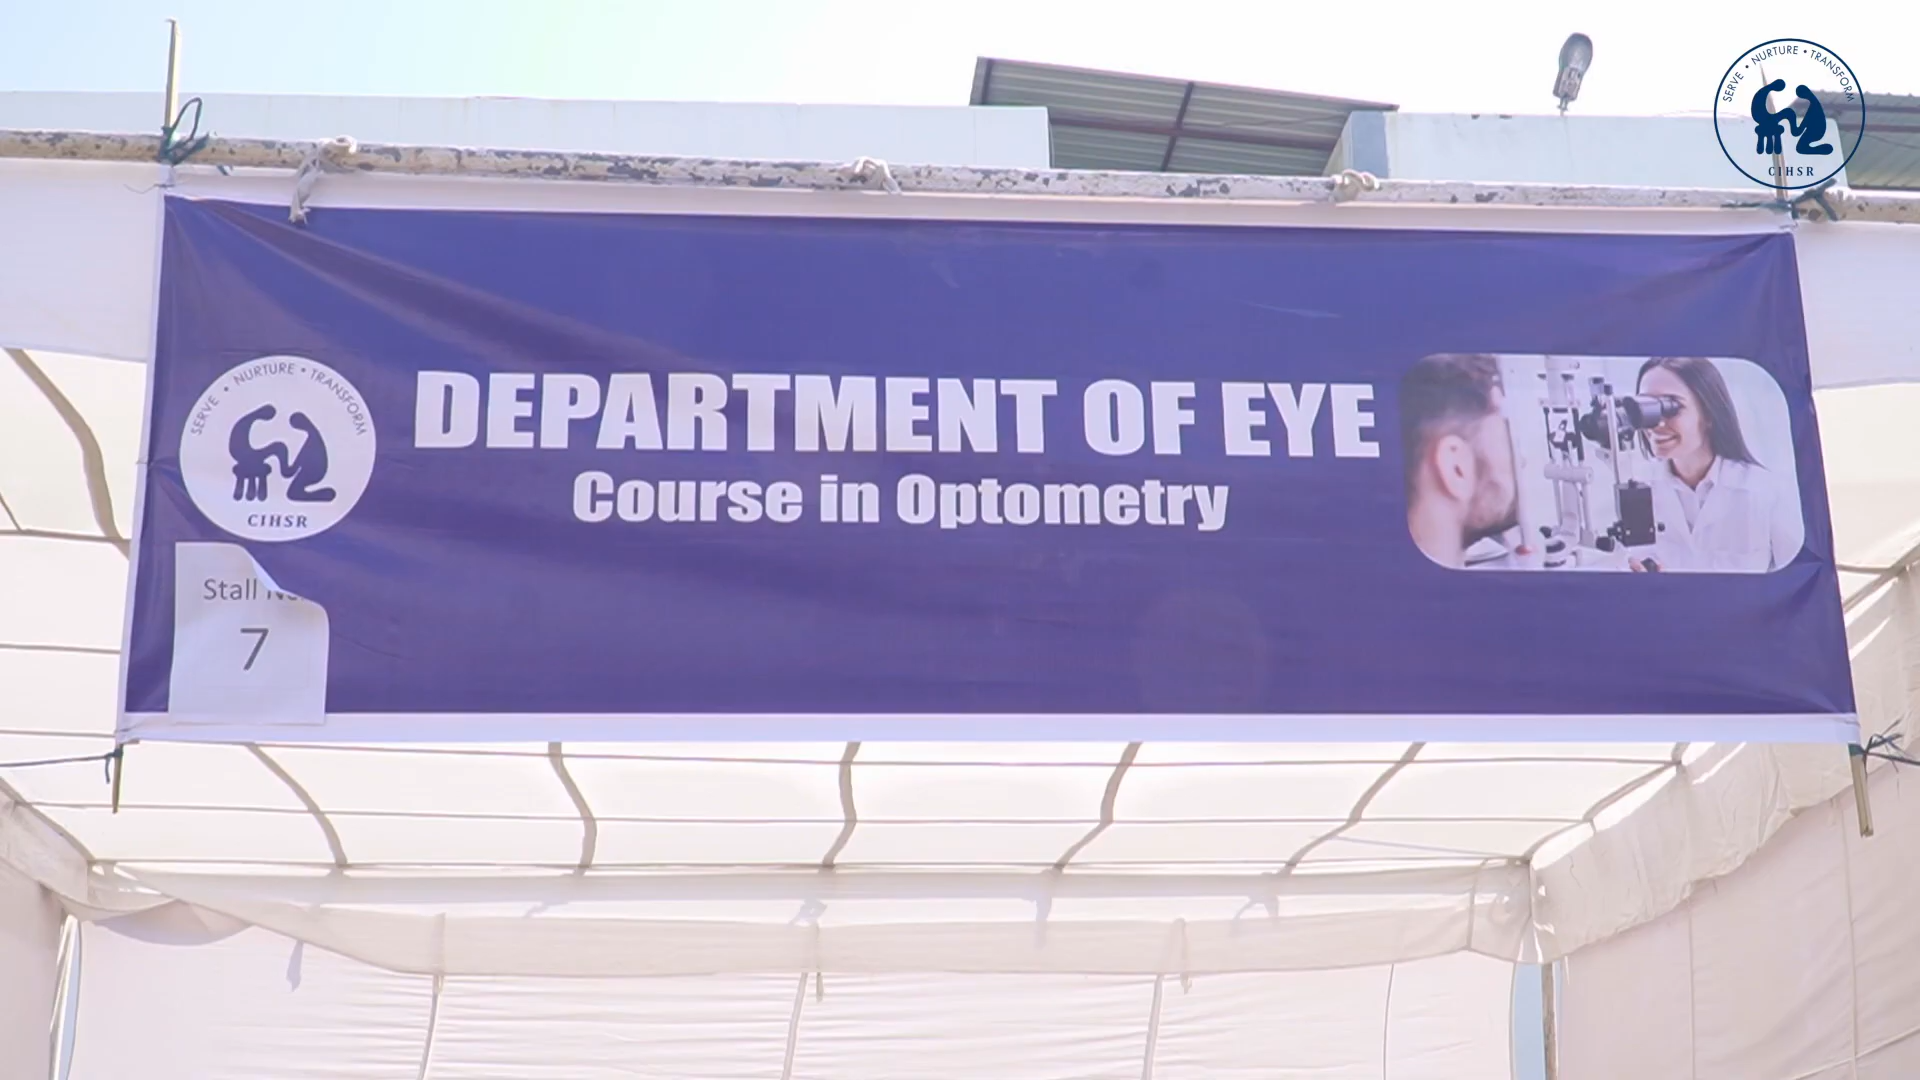 SERVE • NURTURE • TRANSFORM
CIHSR
DEPARTMENT OF EYE
Course in Optometry
SERVE • NURTURE • TRANSFORM
CIHSR
Stall
7